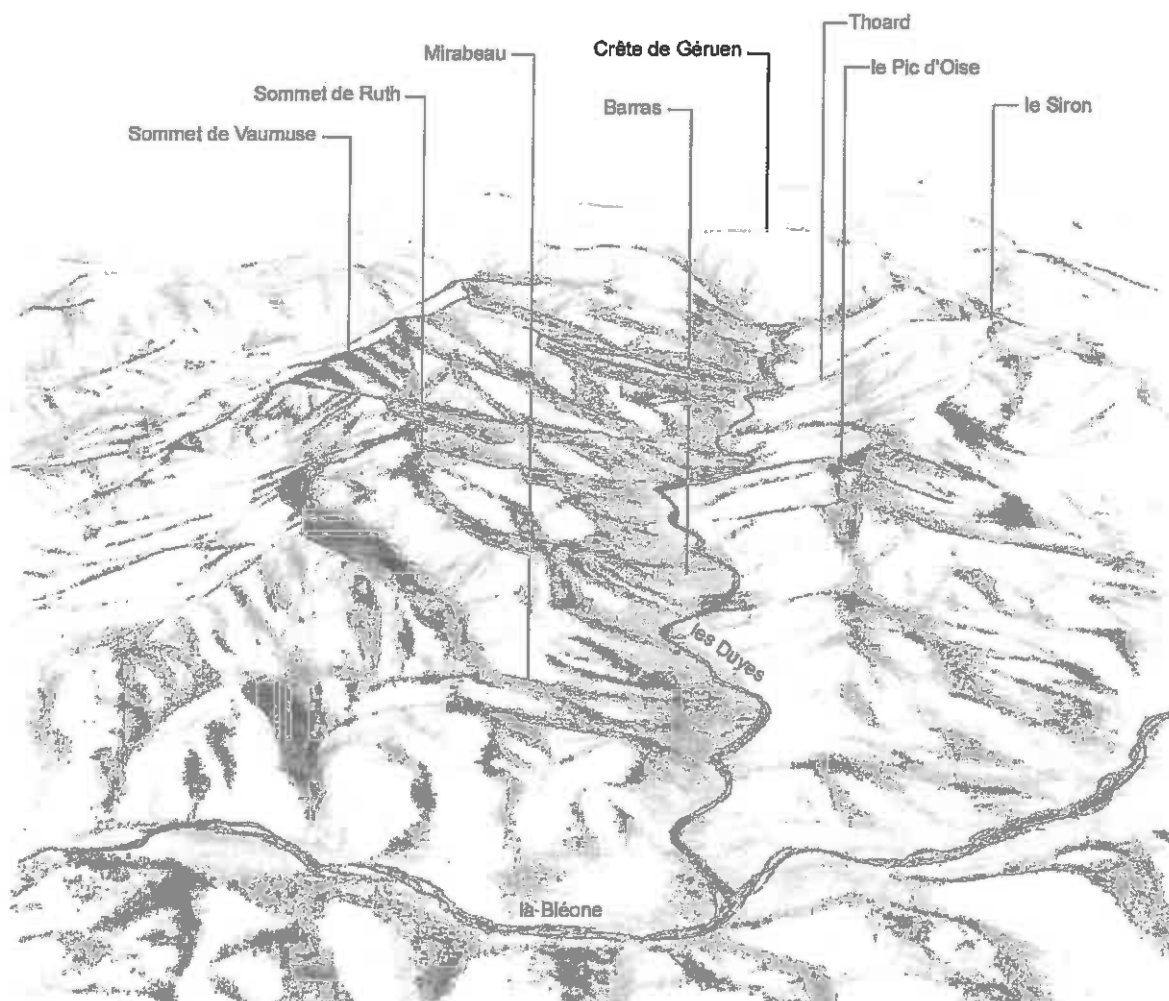 Thoard
Crête de Géruen
Mirabeau
le Pic d'Oise
Sommet de Ruth
Barras
le Siron
Sommet de Vaumuse
les Duyes
la Bléone